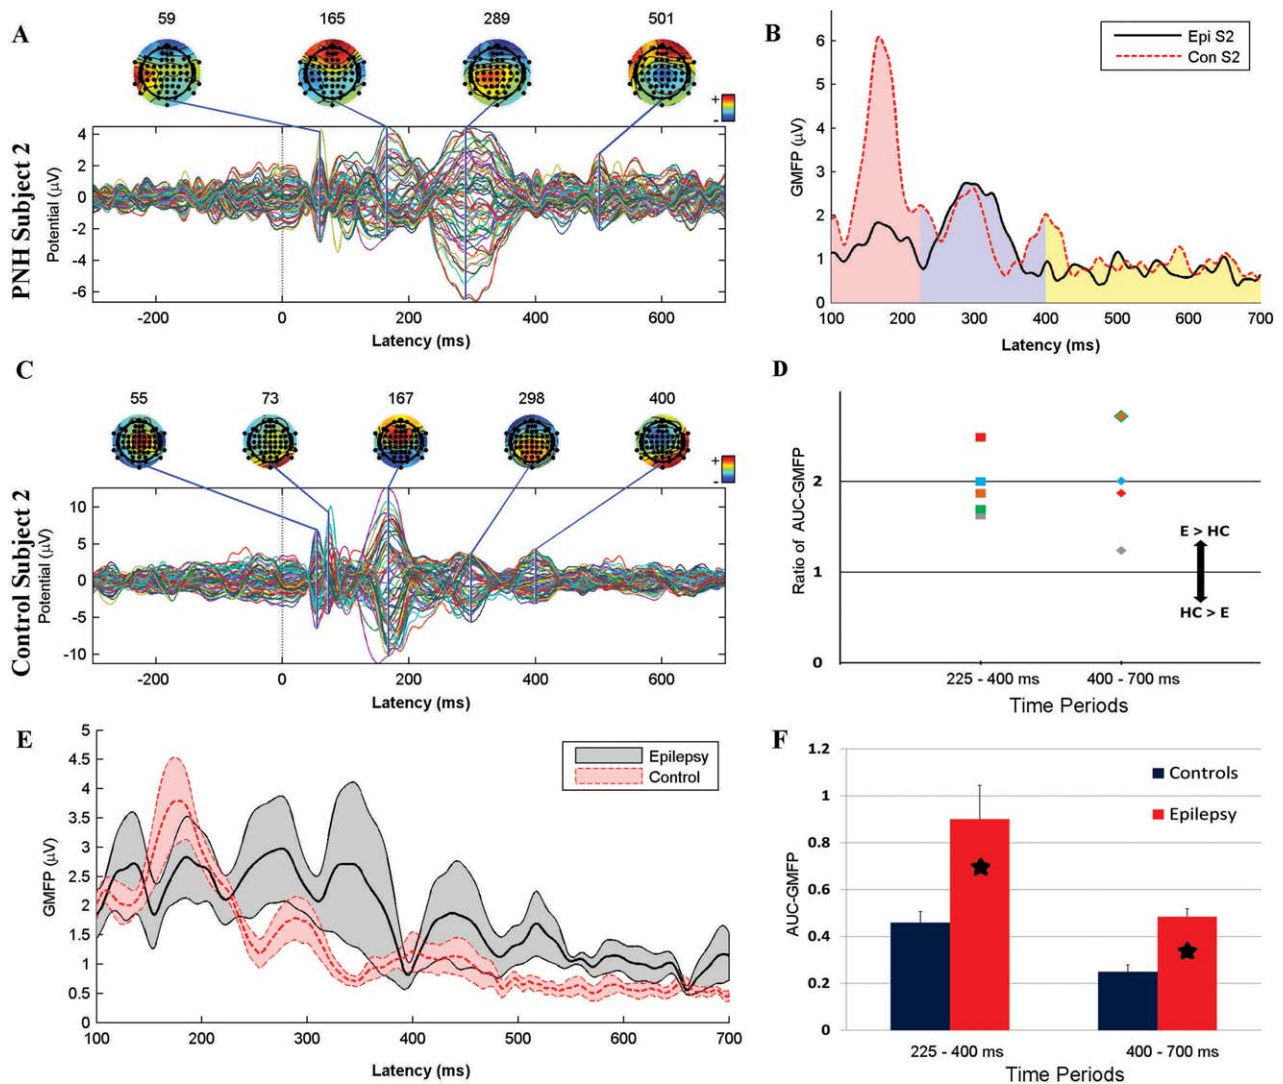 A
59 165 289 501
+
-
PNH Subject 2
Potential (µV)
4
2
0
-2
-4
-6
-200 0 200 400 600
Latency (ms)
B
Epi S2
Con S2
GMFP (µV)
6
5
4
3
2
1
0
100 200 300 400 500 600 700
Latency (ms)
C
55 73 167 298 400
+
-
Control Subject 2
Potential (µV)
10
5
0
-5
-10
-200 0 200 400 600
Latency (ms)
D
Ratio of AUC-GMFP
2
1
0
E > HC
HC > E
225 - 400 ms 400 - 700 ms
Time Periods
E
Epilepsy
Control
GMFP (µV)
5
4.5
4
3.5
3
2.5
2
1.5
1
0.5
0
100 200 300 400 500 600 700
Latency (ms)
F
Controls
Epilepsy
AUC-GMFP
1.2
1
0.8
0.6
0.4
0.2
0
225 - 400 ms 400 - 700 ms
Time Periods